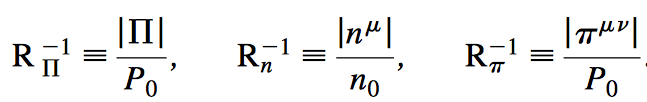 R_Π^{-1} ≡ |Π| / P_0, R_n^{-1} ≡ |n^μ| / n_0, R_π^{-1} ≡ |π^{μν}| / P_0.